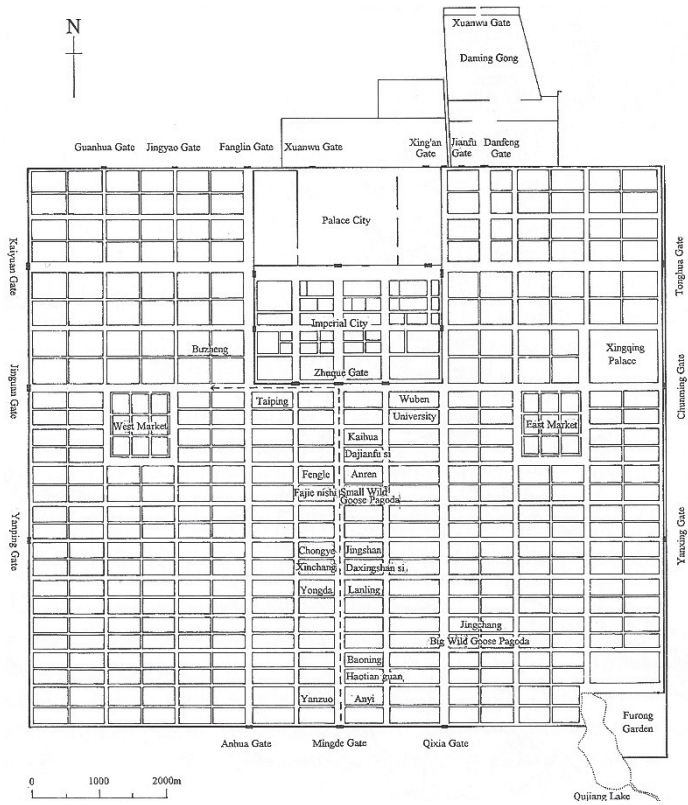 N
Xuanwu Gate
Daming Gong
Guanhua Gate
Jingyao Gate
Fanglin Gate
Xuanwu Gate
Xing'an
Gate
Jianfu
Gate
Danfeng
Gate
Palace City
Kaiyuan Gate
Tonghua Gate
Imperial City
Buzheng
Xingqing
Palace
Zhuque Gate
Jinguan Gate
Chunming Gate
Taiping
Wuben
University
West Market
East Market
Kaihua
Dajianfu si
Fengle
Anren
Fajie nishi
Small Wild
Goose Pagoda
Yanping Gate
Yanxing Gate
Chongye
Jingshan
Xinchang
Daxingshan si
Yongda
Lanling
Jingchang
Big Wild Goose Pagoda
Baoning
Haotian guan
Yanzuo
Anyi
Furong
Garden
Anhua Gate
Mingde Gate
Qixia Gate
0 1000 2000m
Qujiang Lake